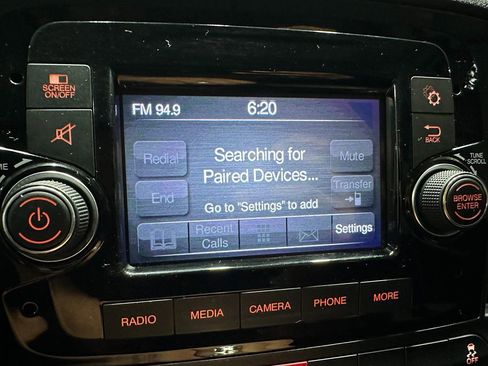 SCREEN
ON/OFF
FM 94.9
6:20
BACK
Redial
Searching for
Paired Devices...
Mute
TUNE
SCROLL
End
Go to "Settings" to add
Transfer
BROWSE
ENTER
Recent
Calls
Settings
RADIO
MEDIA
CAMERA
PHONE
MORE
OFF